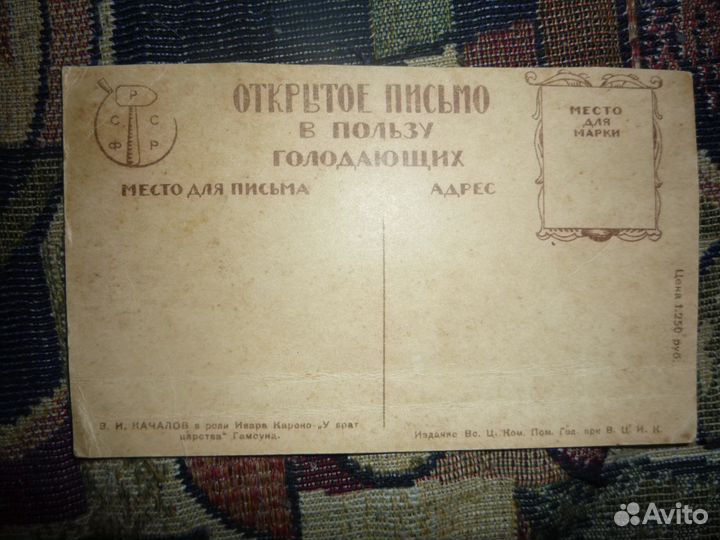 Р
С С
Ф Р
ОТКРЫТОЕ ПИСЬМО
В ПОЛЬЗУ
ГОЛОДАЮЩИХ
МЕСТО ДЛЯ ПИСЬМА
АДРЕС
МЕСТО
ДЛЯ
МАРКИ
Цена 1.250 руб.
В. И. КАЧАЛОВ в роли Ивара Карено „У врат
царства" Гамсуна.
Издание Вс. Ц. Ком. Пом. Гол. при В. Ц. И. К.
Avito